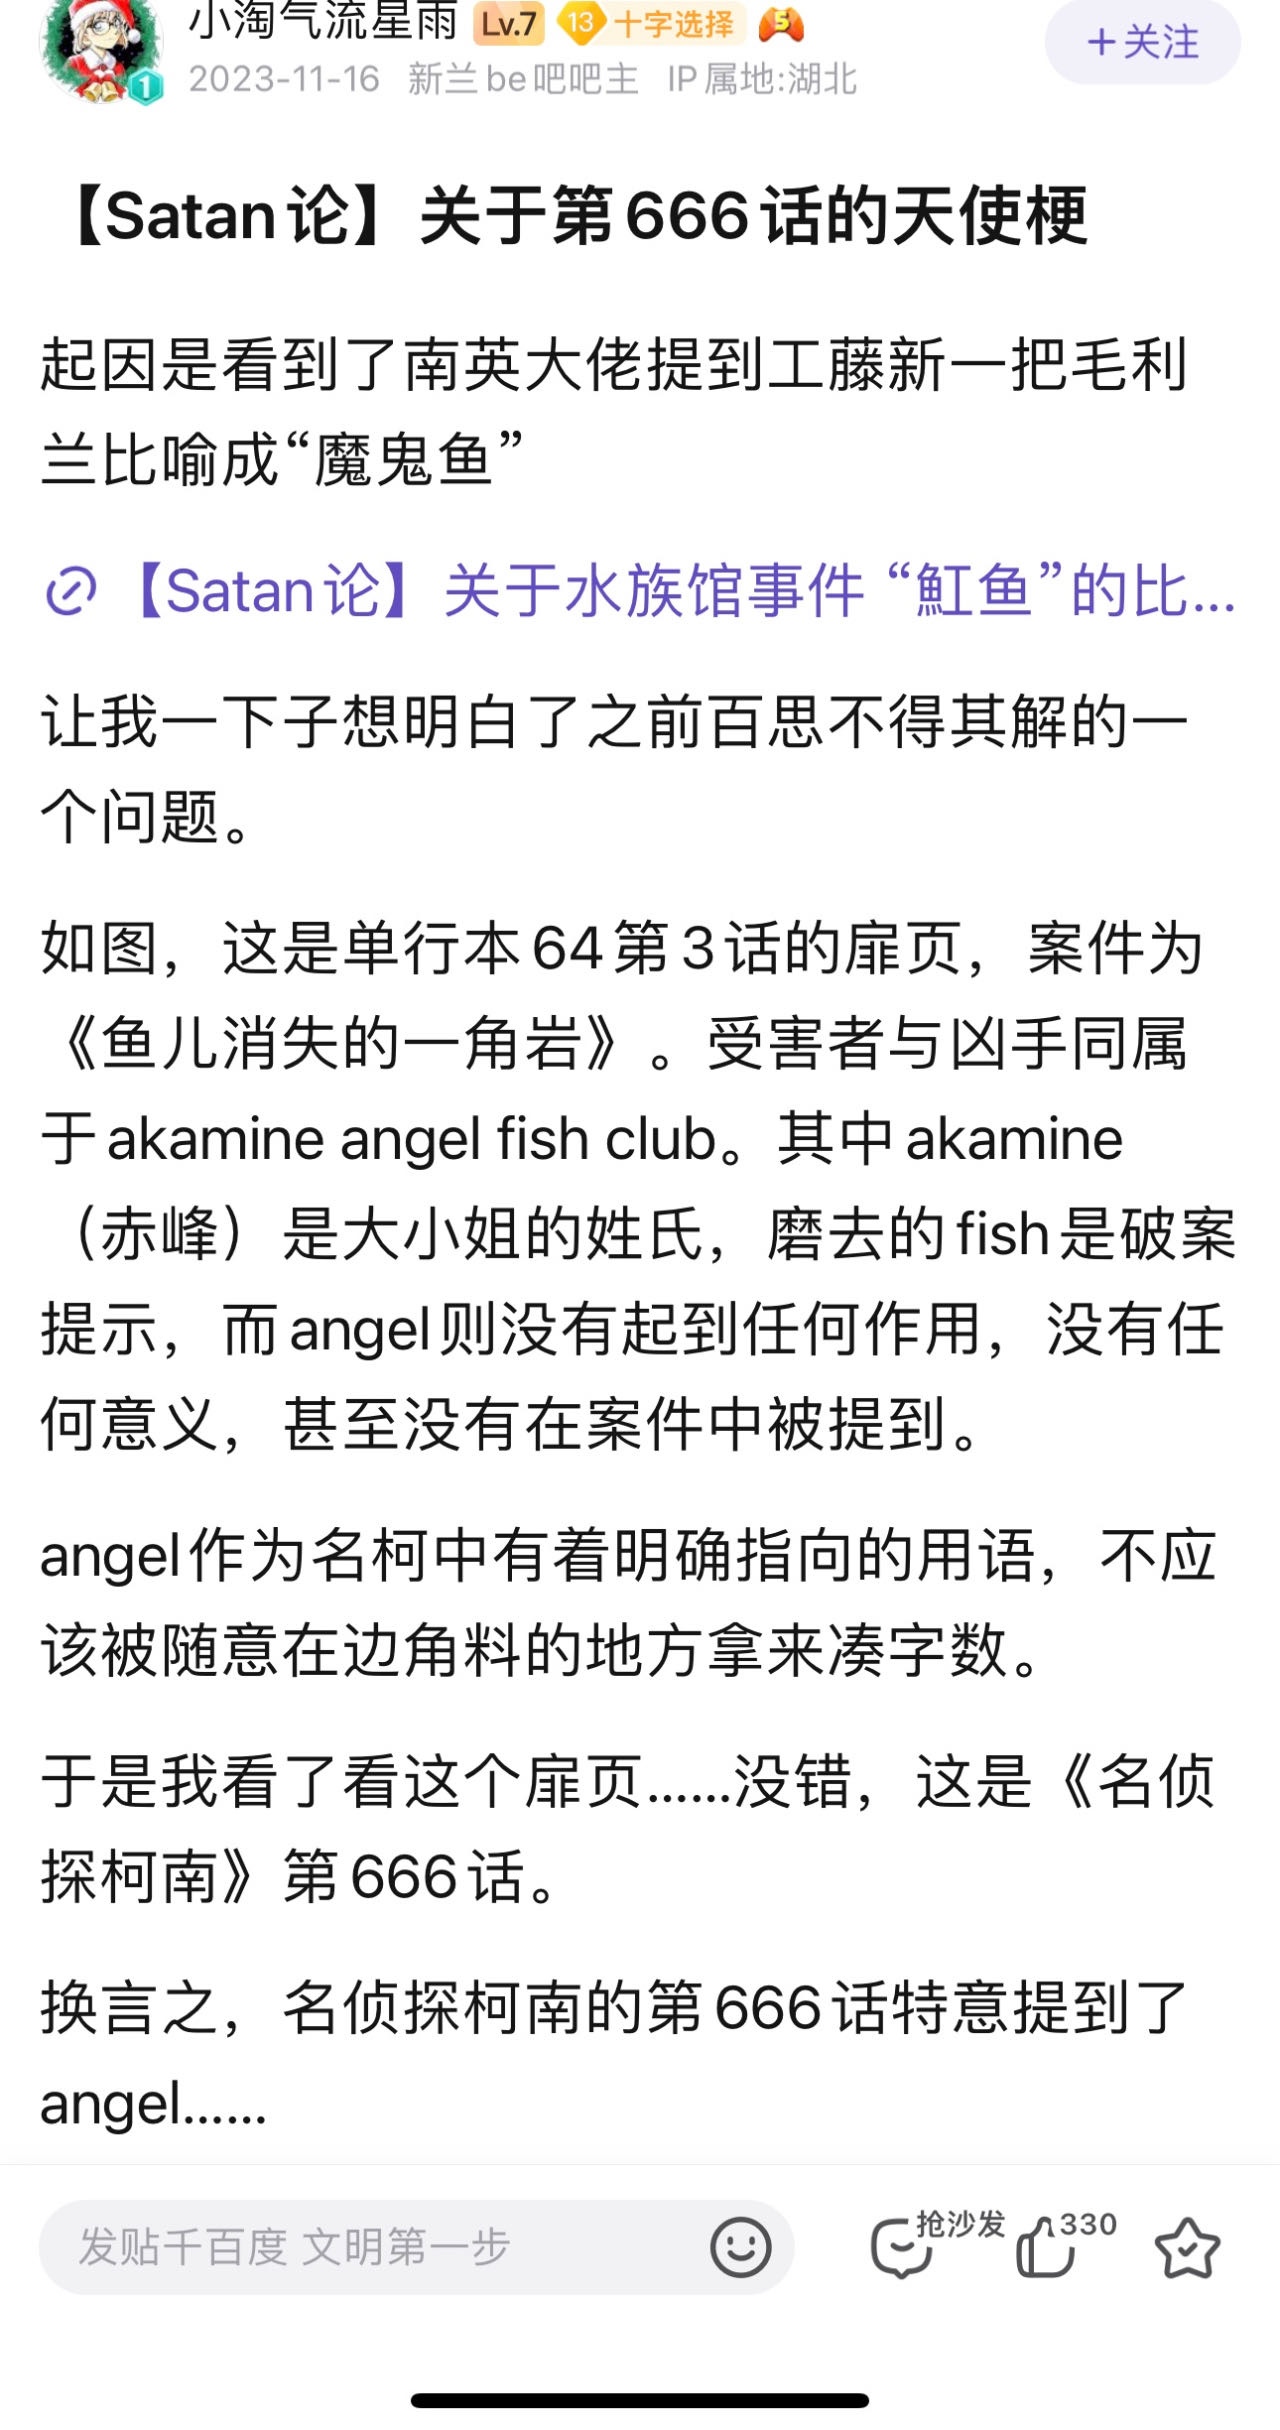 小淘气流星雨 Lv.7 13 十字选择 5
+关注
1
2023-11-16 新兰be吧吧主 IP属地:湖北
【Satan论】关于第666话的天使梗
起因是看到了南英大佬提到工藤新一把毛利
兰比喻成“魔鬼鱼”
【Satan论】关于水族馆事件 “魟鱼”的比...
让我一下子想明白了之前百思不得其解的一
个问题。
如图，这是单行本64第3话的扉页，案件为
《鱼儿消失的一角岩》。受害者与凶手同属
于akamine angel fish club。其中akamine
（赤峰）是大小姐的姓氏，磨去的fish是破案
提示，而angel则没有起到任何作用，没有任
何意义，甚至没有在案件中被提到。
angel作为名柯中有着明确指向的用语，不应
该被随意在边角料的地方拿来凑字数。
于是我看了看这个扉页……没错，这是《名侦
探柯南》第666话。
换言之，名侦探柯南的第666话特意提到了
angel……
发贴千百度 文明第一步
抢沙发
330